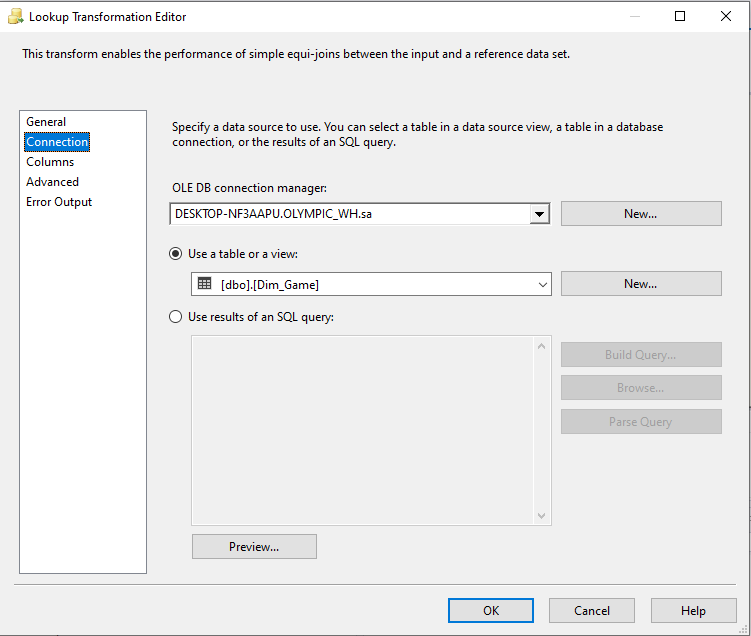 Lookup Transformation Editor
This transform enables the performance of simple equi-joins between the input and a reference data set.
General
Connection
Columns
Advanced
Error Output
Specify a data source to use. You can select a table in a data source view, a table in a database
connection, or the results of an SQL query.
OLE DB connection manager:
DESKTOP-NF3AAPU.OLYMPIC_WH.sa
New...
Use a table or a view:
[dbo].[Dim_Game]
New...
Use results of an SQL query:
Build Query...
Browse...
Parse Query
Preview...
OK
Cancel
Help